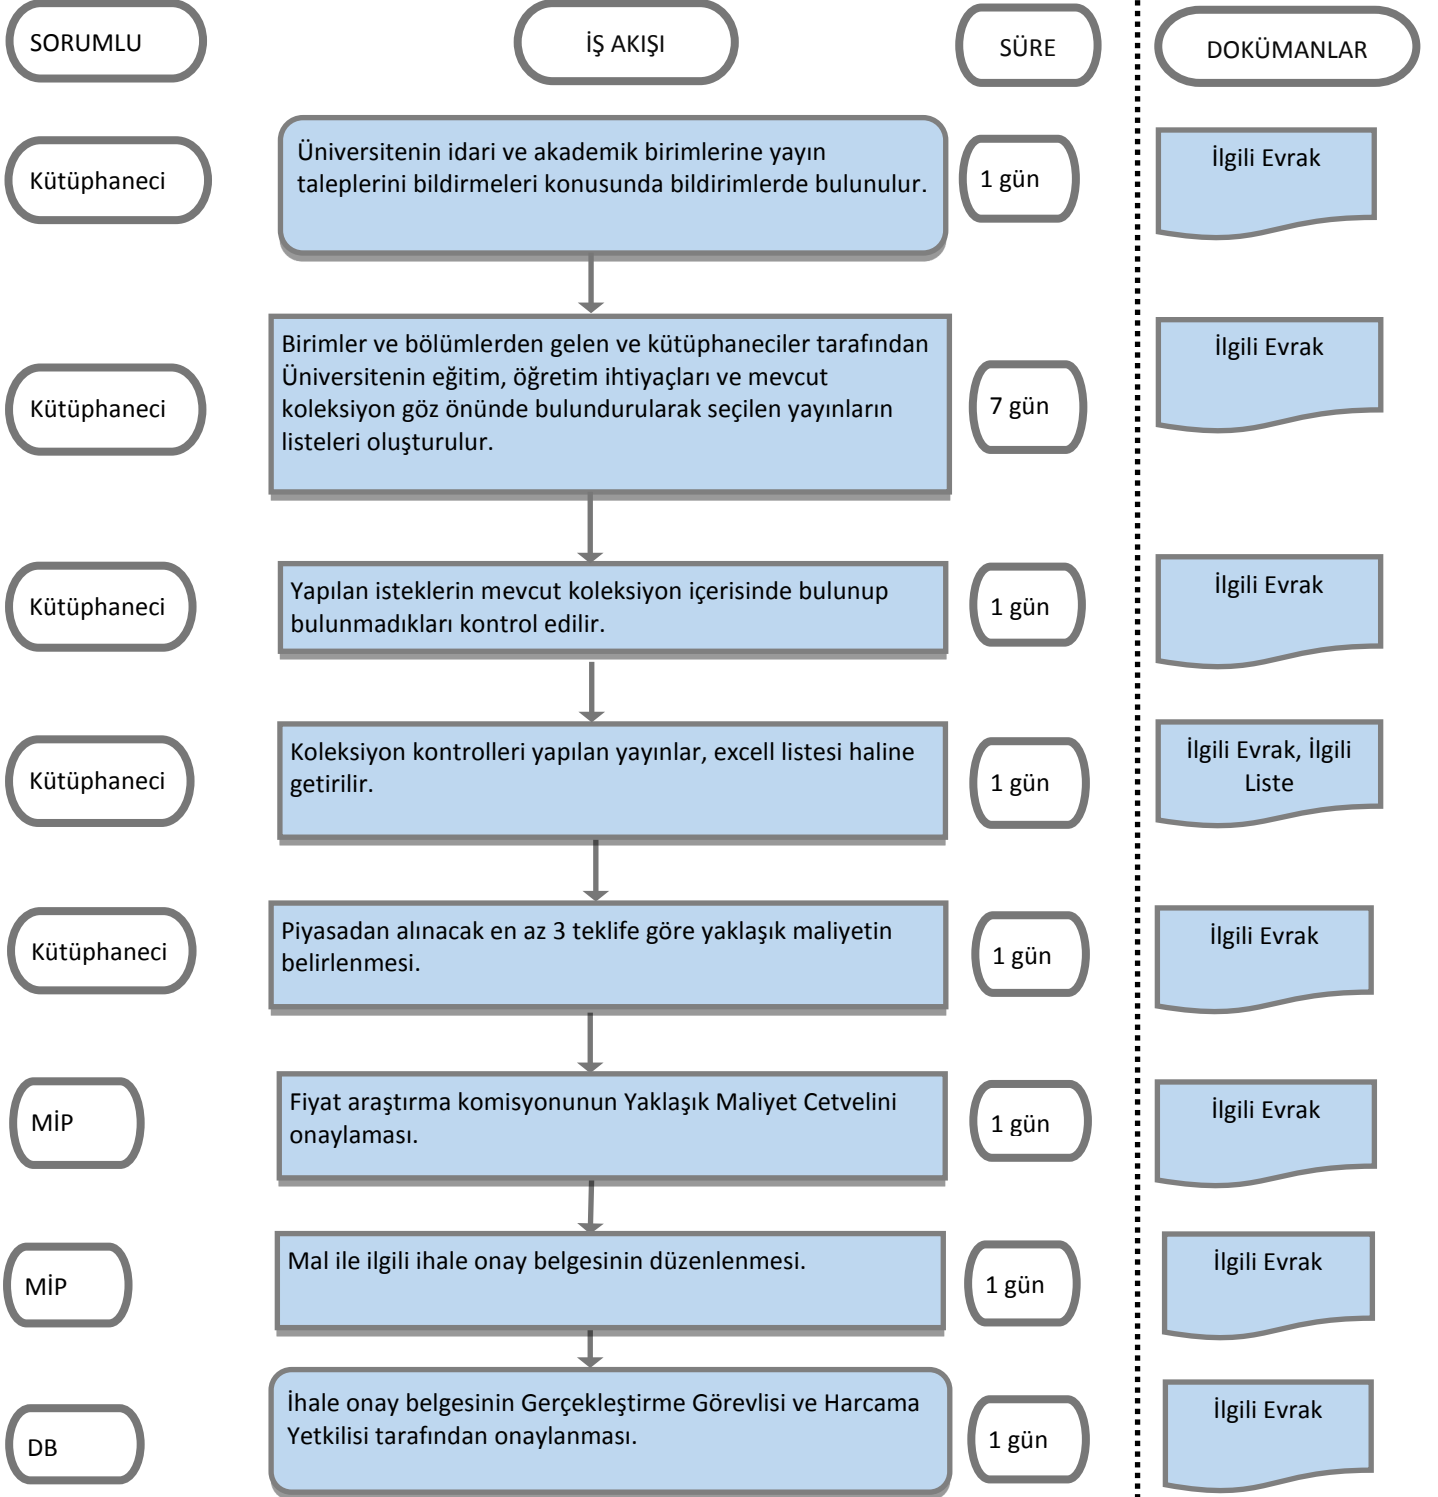 SORUMLU
İŞ AKIŞI
SÜRE
DOKÜMANLAR
Kütüphaneci
Üniversitenin idari ve akademik birimlerine yayın
taleplerini bildirmeleri konusunda bildirimlerde bulunulur.
1 gün
İlgili Evrak
Kütüphaneci
Birimler ve bölümlerden gelen ve kütüphaneciler tarafından
Üniversitenin eğitim, öğretim ihtiyaçları ve mevcut
koleksiyon göz önünde bulundurularak seçilen yayınların
listeleri oluşturulur.
7 gün
İlgili Evrak
Kütüphaneci
Yapılan isteklerin mevcut koleksiyon içerisinde bulunup
bulunmadıkları kontrol edilir.
1 gün
İlgili Evrak
Kütüphaneci
Koleksiyon kontrolleri yapılan yayınlar, excell listesi haline
getirilir.
1 gün
İlgili Evrak, İlgili
Liste
Kütüphaneci
Piyasadan alınacak en az 3 teklife göre yaklaşık maliyetin
belirlenmesi.
1 gün
İlgili Evrak
MİP
Fiyat araştırma komisyonunun Yaklaşık Maliyet Cetvelini
onaylaması.
1 gün
İlgili Evrak
MİP
Mal ile ilgili ihale onay belgesinin düzenlenmesi.
1 gün
İlgili Evrak
DB
İhale onay belgesinin Gerçekleştirme Görevlisi ve Harcama
Yetkilisi tarafından onaylanması.
1 gün
İlgili Evrak